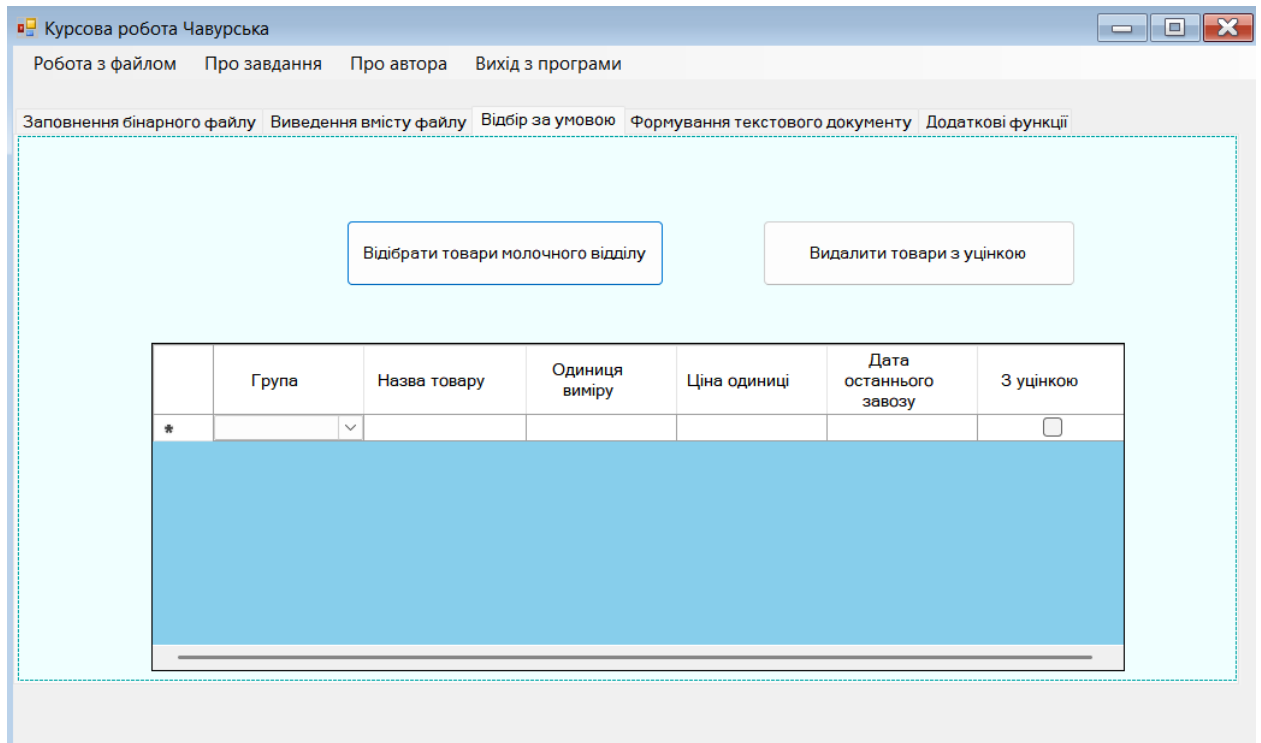 Курсова робота Чавурська
Робота з файлом Про завдання Про автора Вихід з програми
Заповнення бінарного файлу Виведення вмісту файлу Відбір за умовою Формування текстового документу Додаткові функції
Відібрати товари молочного відділу Видалити товари з уцінкою
Група
Назва товару
Одиниця
виміру
Ціна одиниці
Дата
останнього
завозу
З уцінкою
*